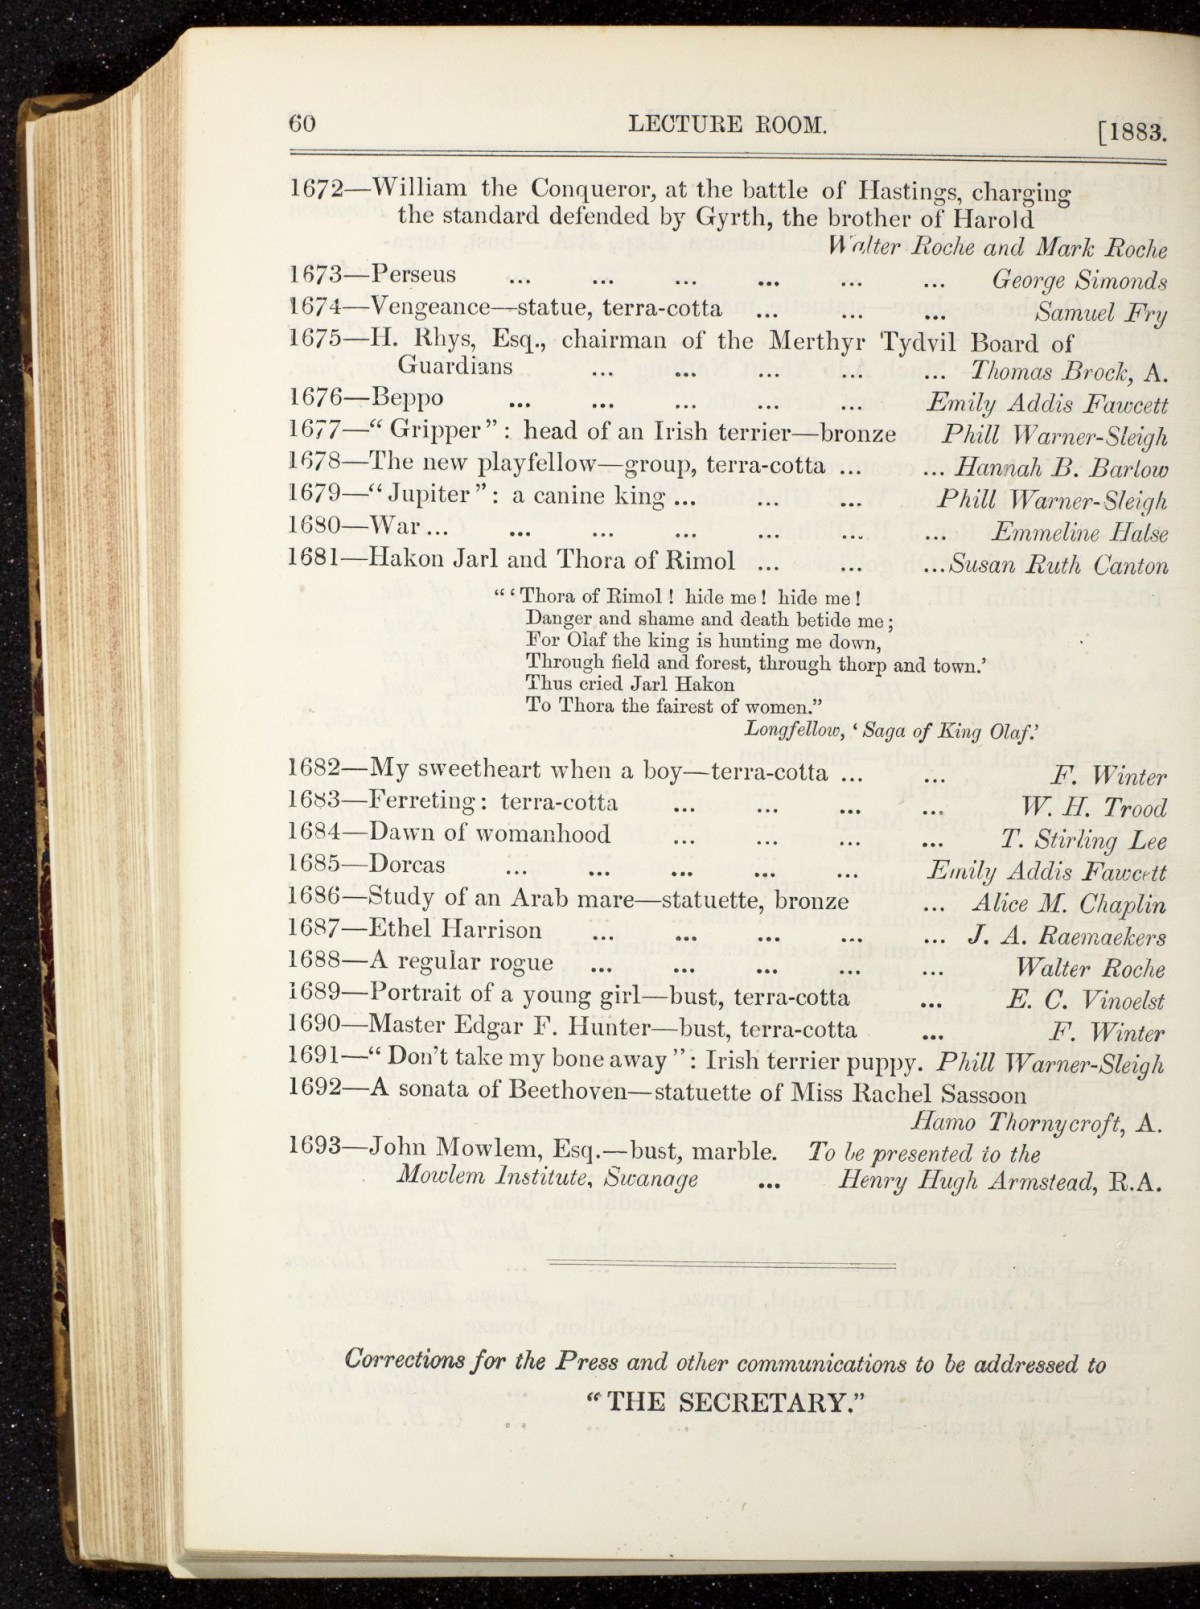 60 LECTURE ROOM. [1883.
1672—William the Conqueror, at the battle of Hastings, charging
the standard defended by Gyrth, the brother of Harold
Walter Roche and Mark Roche
1673—Perseus ... ... ... ... ... ... George Simonds
1674—Vengeance—statue, terra-cotta ... ... ... Samuel Fry
1675—H. Rhys, Esq., chairman of the Merthyr Tydvil Board of
Guardians ... ... ... ... ... Thomas Brock, A.
1676—Beppo ... ... ... ... ... Emily Addis Fawcett
1677—“ Gripper ” : head of an Irish terrier—bronze Phill Warner-Sleigh
1678—The new playfellow—group, terra-cotta ... ... Hannah B. Barlow
1679—“ Jupiter ” : a canine king ... ... ... Phill Warner-Sleigh
1680—War ... ... ... ... ... ... ... Emmeline Halse
1681—Hakon Jarl and Thora of Rimol ... ... ... Susan Ruth Canton
“ ‘ Thora of Rimol ! hide me ! hide me !
Danger and shame and death betide me ;
For Olaf the king is hunting me down,
Through field and forest, through thorp and town.’
Thus cried Jarl Hakon
To Thora the fairest of women.”
Longfellow, ‘ Saga of King Olaf.’
1682—My sweetheart when a boy—terra-cotta ... ... F. Winter
1683—Ferreting : terra-cotta ... ... ... ... W. H. Trood
1684—Dawn of womanhood ... ... ... ... T. Stirling Lee
1685—Dorcas ... ... ... ... ... Emily Addis Fawcett
1686—Study of an Arab mare—statuette, bronze ... Alice M. Chaplin
1687—Ethel Harrison ... ... ... ... ... J. A. Raemaekers
1688—A regular rogue ... ... ... ... ... Walter Roche
1689—Portrait of a young girl—bust, terra-cotta ... E. C. Vinoelst
1690—Master Edgar F. Hunter—bust, terra-cotta ... F. Winter
1691—“ Don’t take my bone away ” : Irish terrier puppy. Phill Warner-Sleigh
1692—A sonata of Beethoven—statuette of Miss Rachel Sassoon
Hamo Thornycroft, A.
1693—John Mowlem, Esq.—bust, marble. To be presented to the
Mowlem Institute, Swanage ... Henry Hugh Armstead, R.A.
Corrections for the Press and other communications to be addressed to
“ THE SECRETARY.”